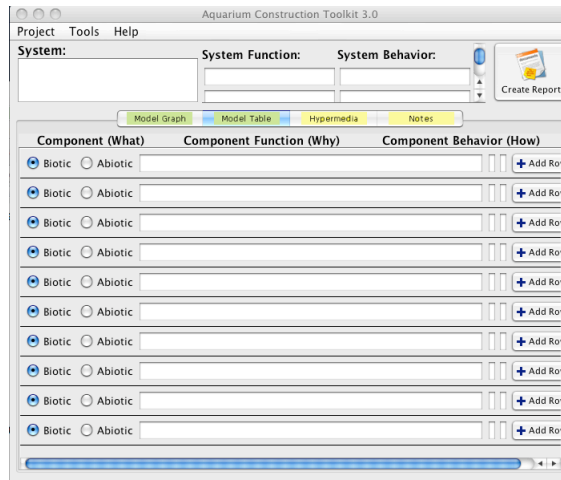 Aquarium Construction Toolkit 3.0
Project Tools Help
System: System Function: System Behavior:
Create Report
Model Graph Model Table Hypermedia Notes
Component (What) Component Function (Why) Component Behavior (How)
Biotic Abiotic + Add Ro
Biotic Abiotic + Add Ro
Biotic Abiotic + Add Ro
Biotic Abiotic + Add Ro
Biotic Abiotic + Add Ro
Biotic Abiotic + Add Ro
Biotic Abiotic + Add Ro
Biotic Abiotic + Add Ro
Biotic Abiotic + Add Ro
Biotic Abiotic + Add Ro